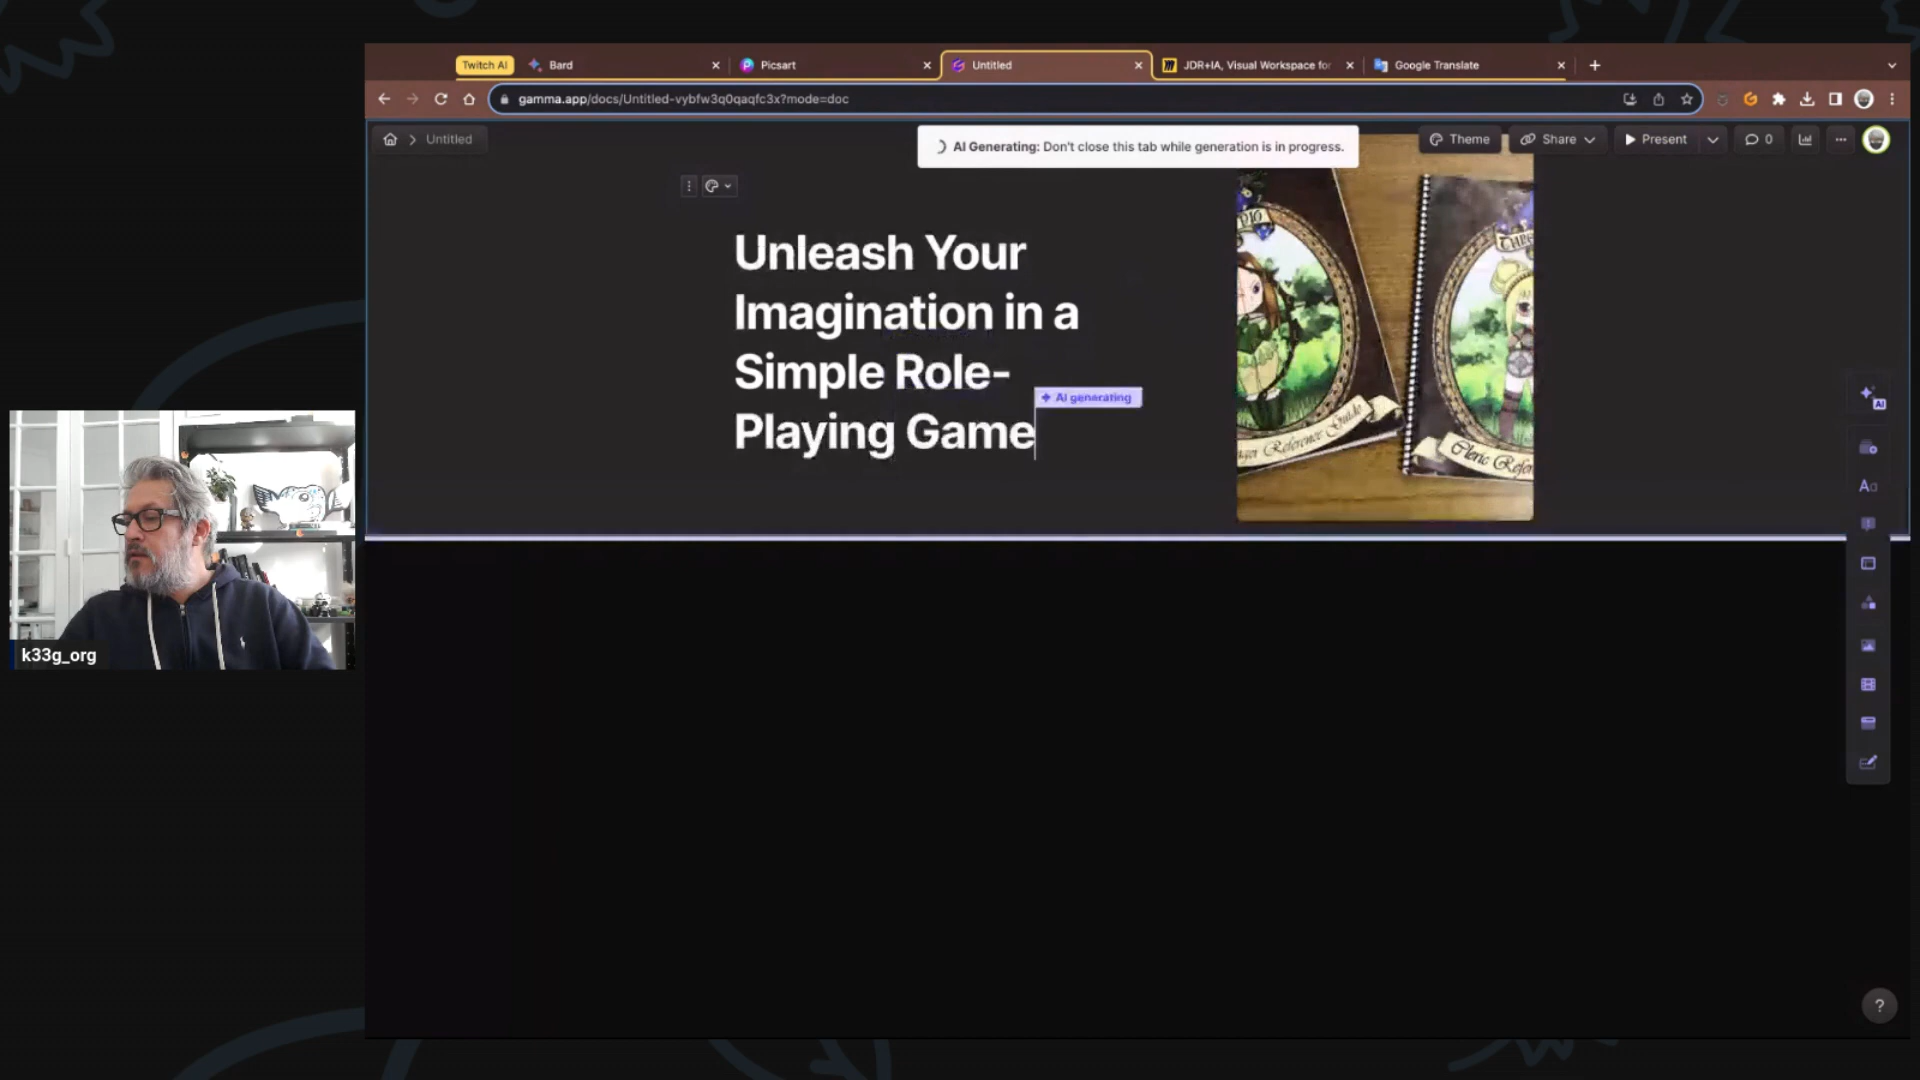 Twitch AI
Bard
Picsart
Untitled
JDR+IA, Visual Workspace for
Google Translate
gamma.app/docs/Untitled-vybfw3q0qaqfc3x?mode=doc
Untitled
AI Generating: Don't close this tab while generation is in progress.
Theme
Share
Present
0
Unleash Your
Imagination in a
Simple Role-
Playing Game
AI generating
Reference Guide
Cleric Refer
AI
Aa
k33g_org
?